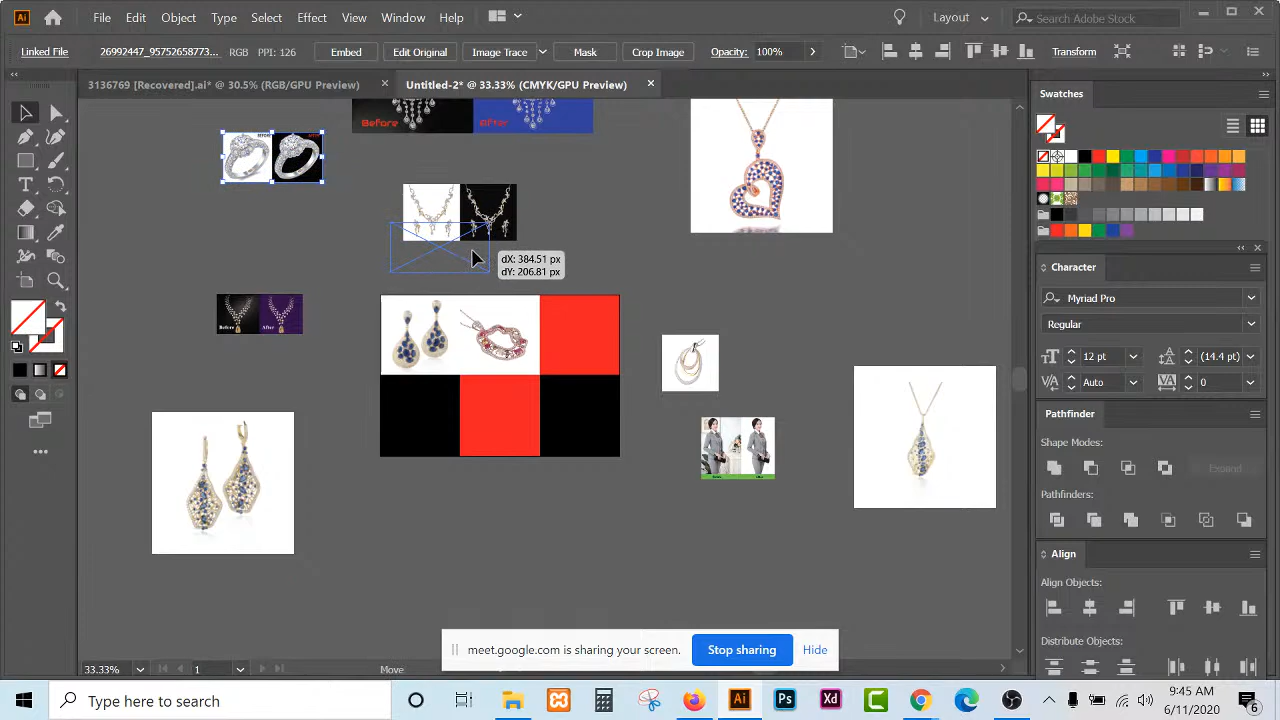 File Edit Object Type Select Effect View Window Help Layout Search Adobe Stock
Linked File 26992447_95752658773... RGB PPI: 126 Embed Edit Original Image Trace Mask Crop Image Opacity: 100% Transform
3136769 [Recovered].ai* @ 30.5% (RGB/GPU Preview) Untitled-2* @ 33.33% (CMYK/GPU Preview)
Swatches
Before After
dX: 384.51 px
dY: 206.81 px
Before After
Character
Myriad Pro
Regular
12 pt (14.4 pt)
Auto 0
Pathfinder
Shape Modes:
Expand
Pathfinders:
Align
Align Objects:
Distribute Objects:
meet.google.com is sharing your screen. Stop sharing Hide
33.33% 1 Move
Type here to search
9:45 AM
6/11/2020
6